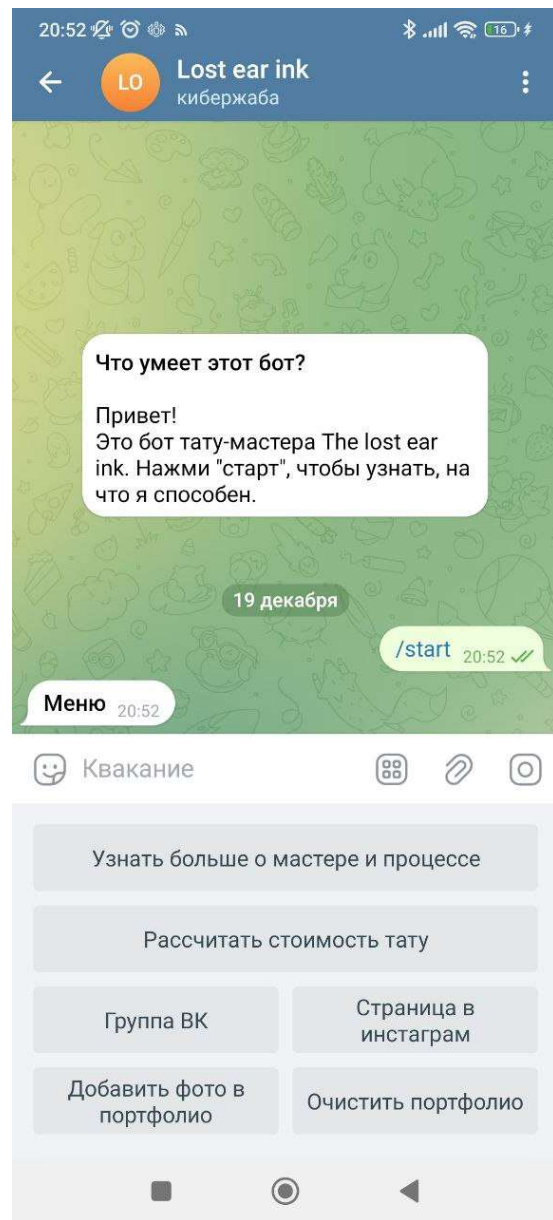 20:52
16
LO
Lost ear ink
кибержаба
Что умеет этот бот?
Привет!
Это бот тату-мастера The lost ear
ink. Нажми "старт", чтобы узнать, на
что я способен.
19 декабря
/start 20:52
Меню 20:52
Квакание
Узнать больше о мастере и процессе
Рассчитать стоимость тату
Группа ВК
Страница в
инстаграм
Добавить фото в
портфолио
Очистить портфолио